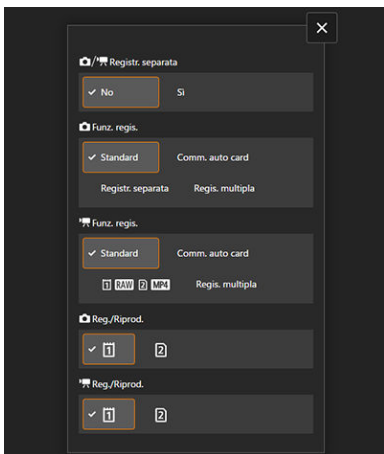 / Registr. separata
No Sì
Funz. regis.
Standard Comm. auto card
Registr. separata Regis. multipla
Funz. regis.
Standard Comm. auto card
1 RAW 2 MP4 Regis. multipla
Reg./Riprod.
1 2
Reg./Riprod.
1 2